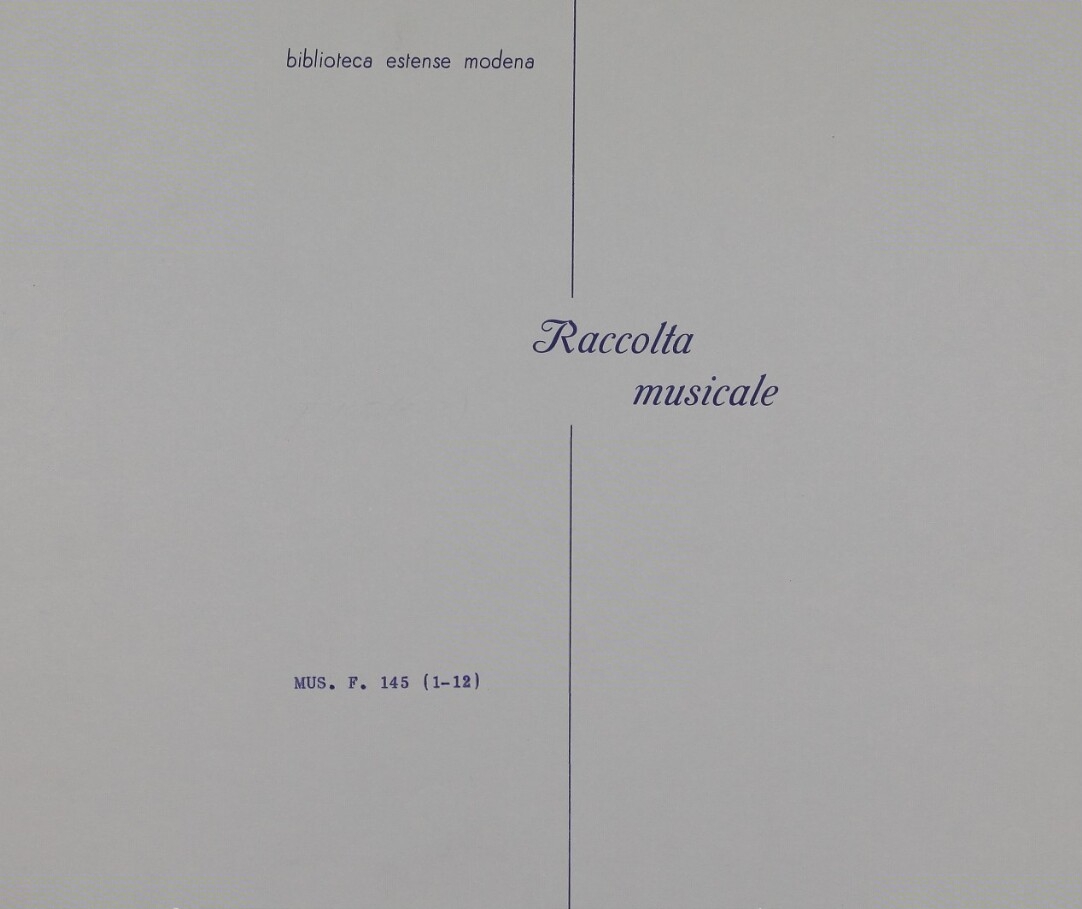 biblioteca estense modena
Raccolta
musicale
MUS. F. 145 (1-12)